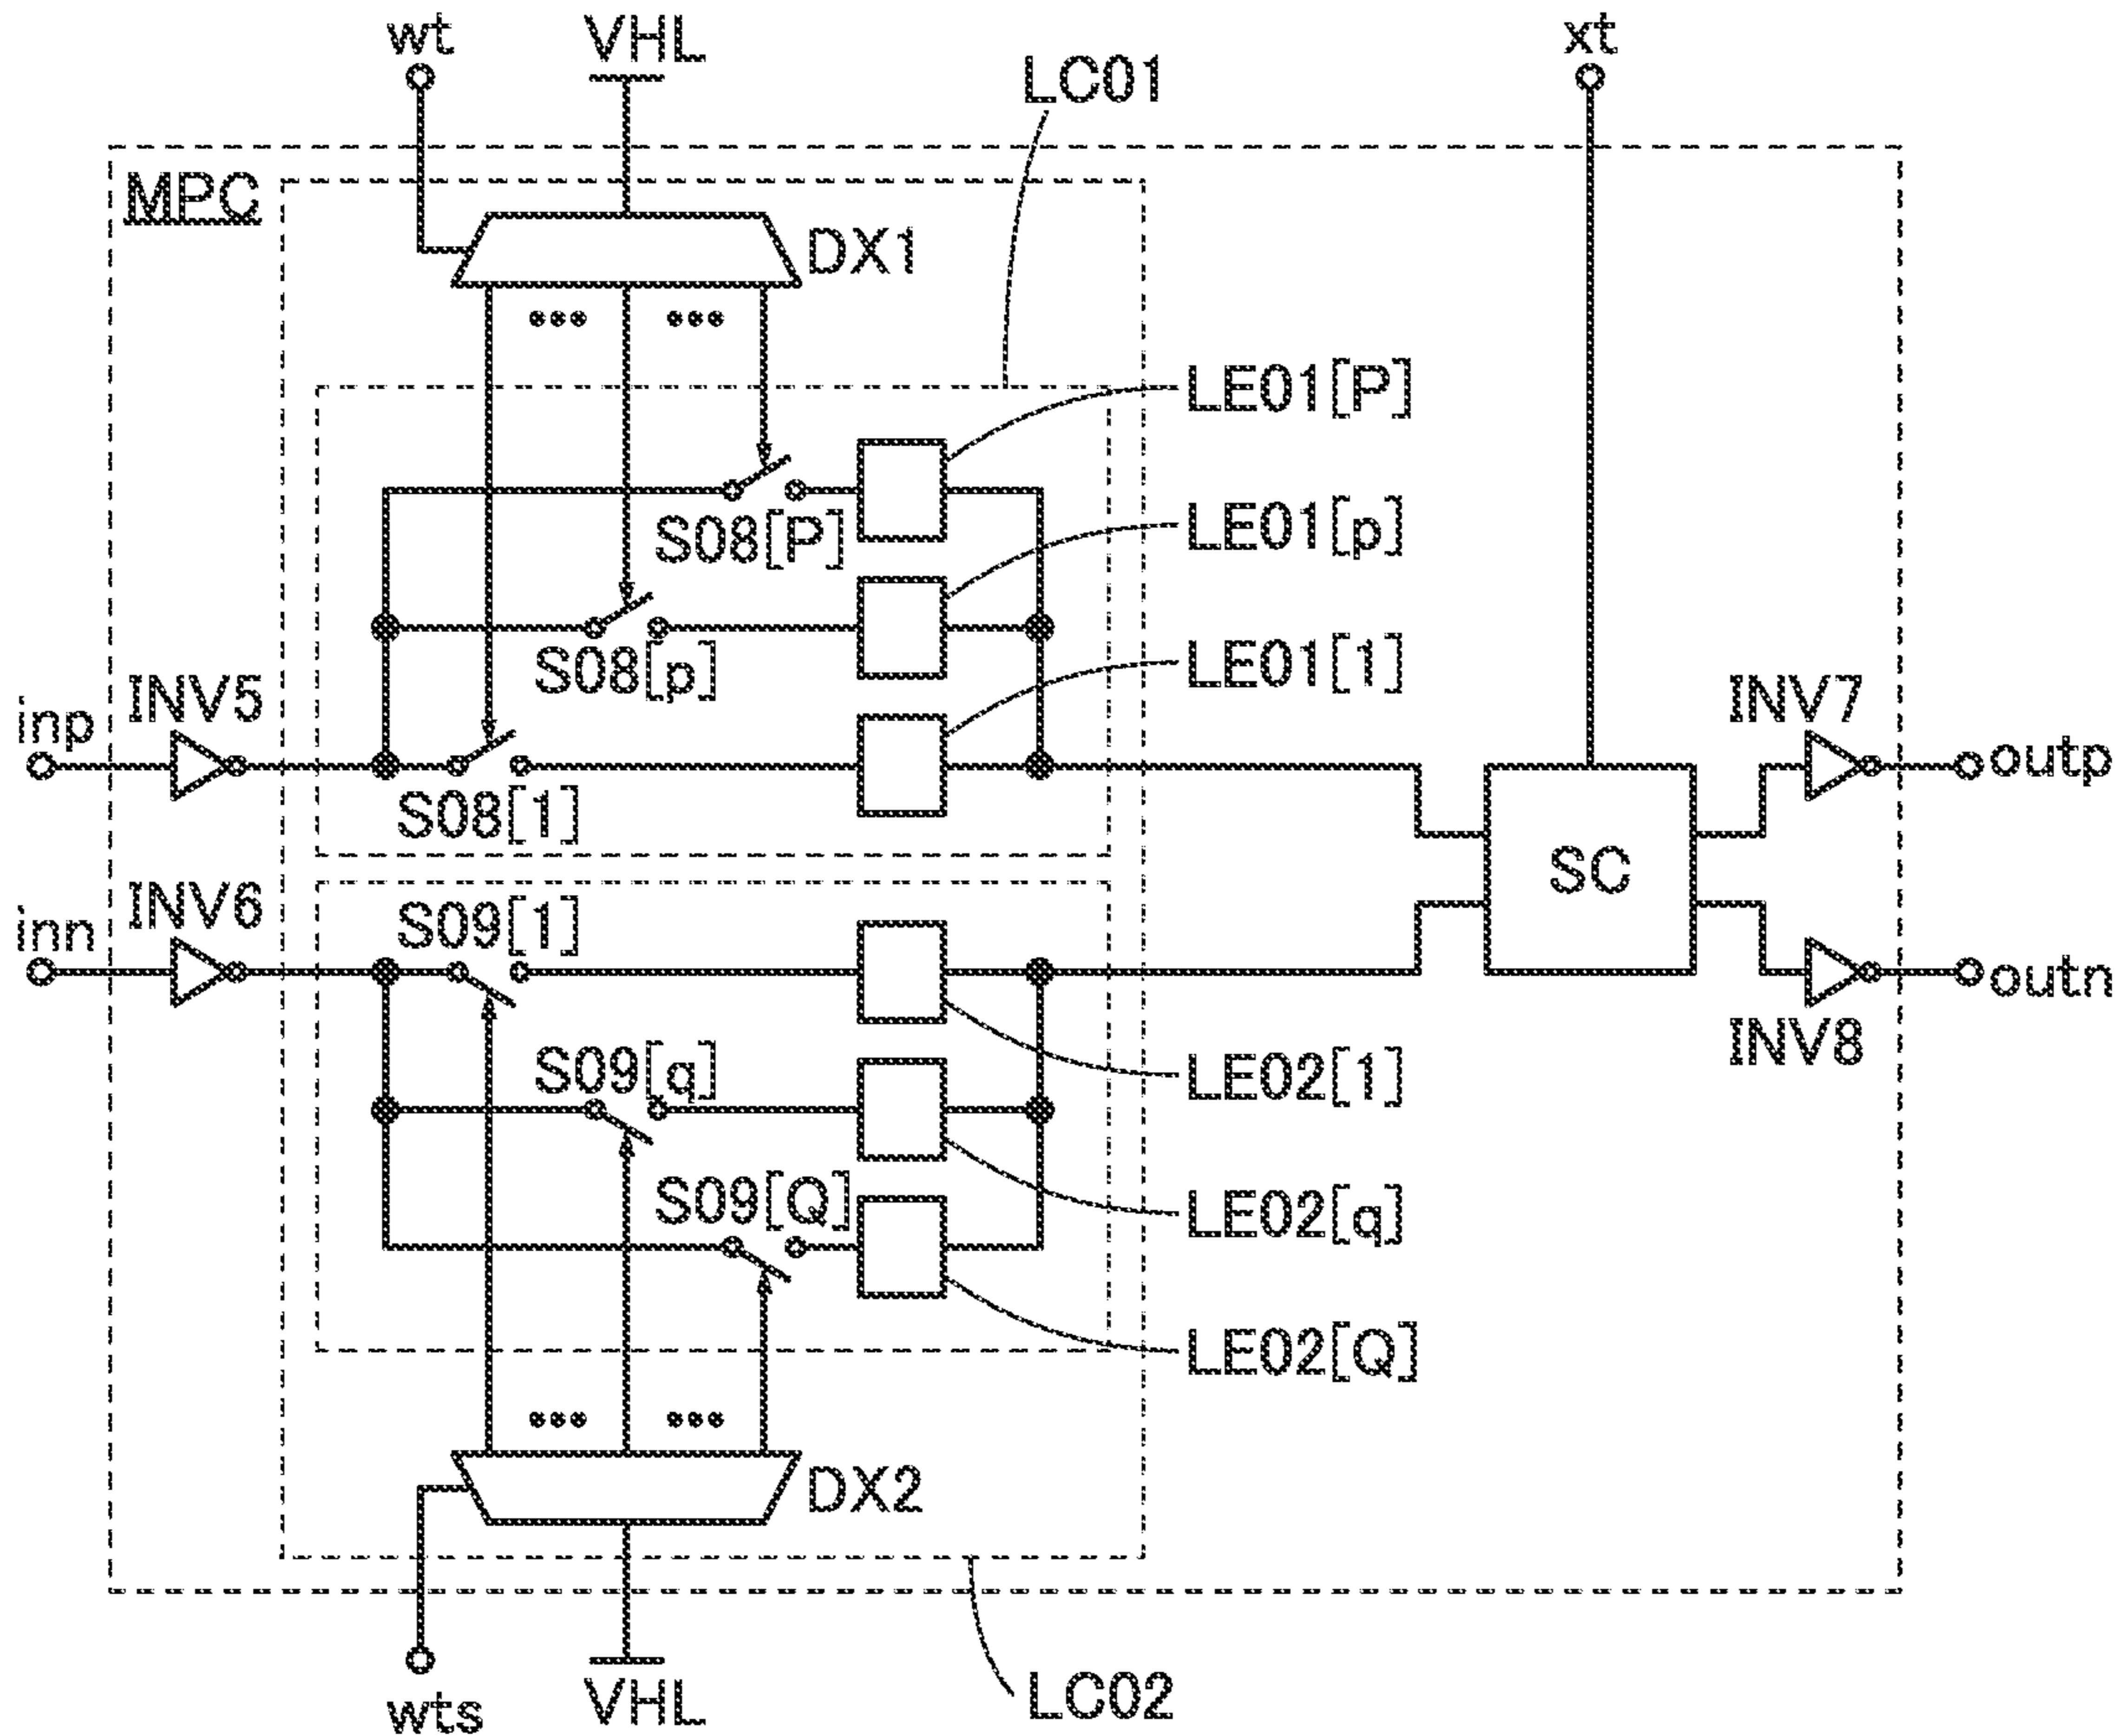 wt
VHL
xt
LC01
MPC
DX1
LE01[P]
S08[P]
LE01[p]
S08[p]
LE01[1]
inp
INV5
INV7
outp
S08[1]
SC
inn
INV6
S09[1]
outn
INV8
S09[q]
LE02[1]
S09[Q]
LE02[q]
LE02[Q]
DX2
wts
VHL
LC02